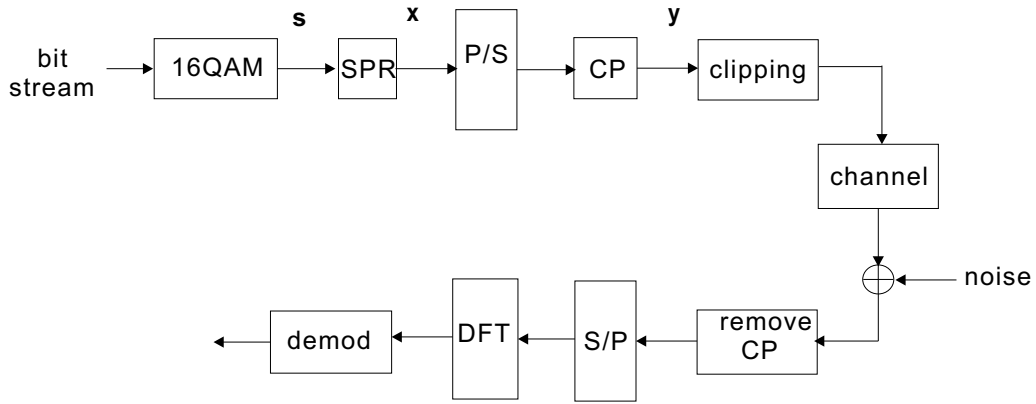 s
x
y
bit
stream
16QAM
SPR
P/S
CP
clipping
channel
noise
remove
CP
S/P
DFT
demod